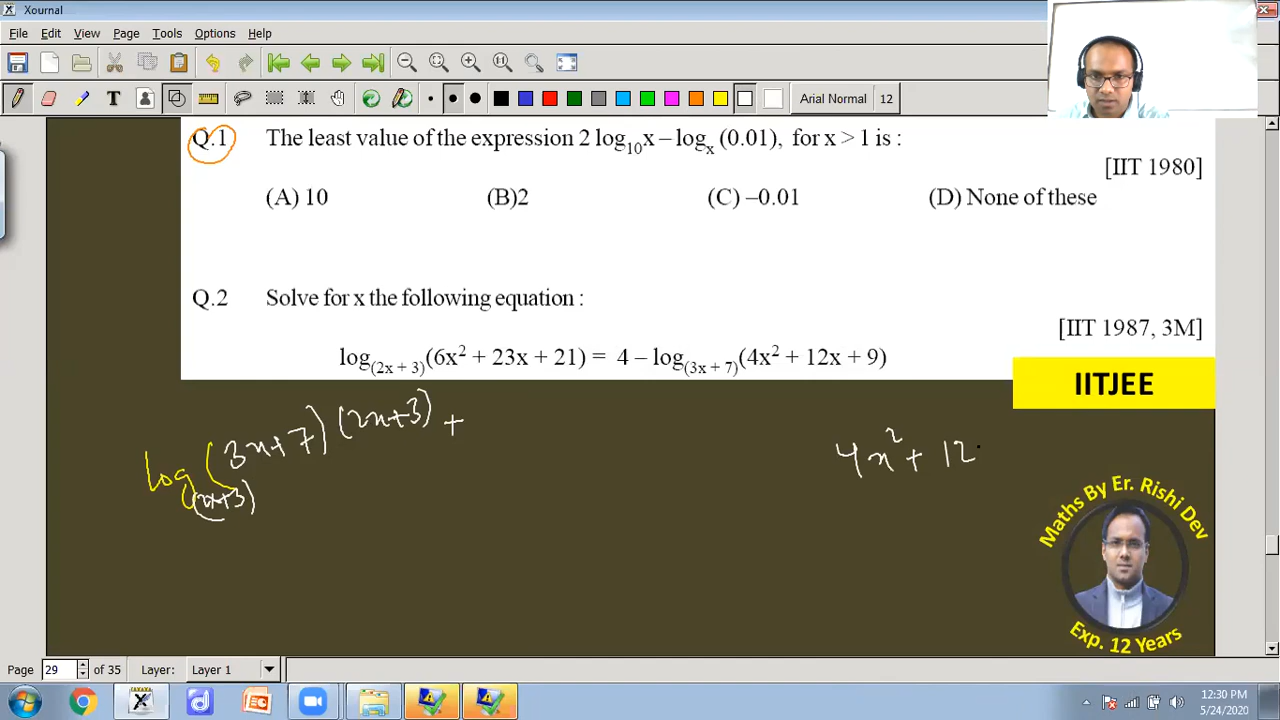 Xournal
File Edit View Page Tools Options Help
T Arial Normal 12
Q.1 The least value of the expression 2 log₁₀x – logₓ (0.01), for x > 1 is :
[IIT 1980]
(A) 10 (B)2 (C) –0.01 (D) None of these
Q.2 Solve for x the following equation :
[IIT 1987, 3M]
log₍₂ₓ ₊ ₃₎(6x² + 23x + 21) = 4 – log₍₃ₓ ₊ ₇₎(4x² + 12x + 9)
IITJEE
log₍₂ₓ₊₃₎ (3x+7)(2x+3) +
4x² + 12
Maths By Er. Rishi Dev
Exp. 12 Years
Page 29 of 35 Layer: Layer 1
12:30 PM
5/24/2020